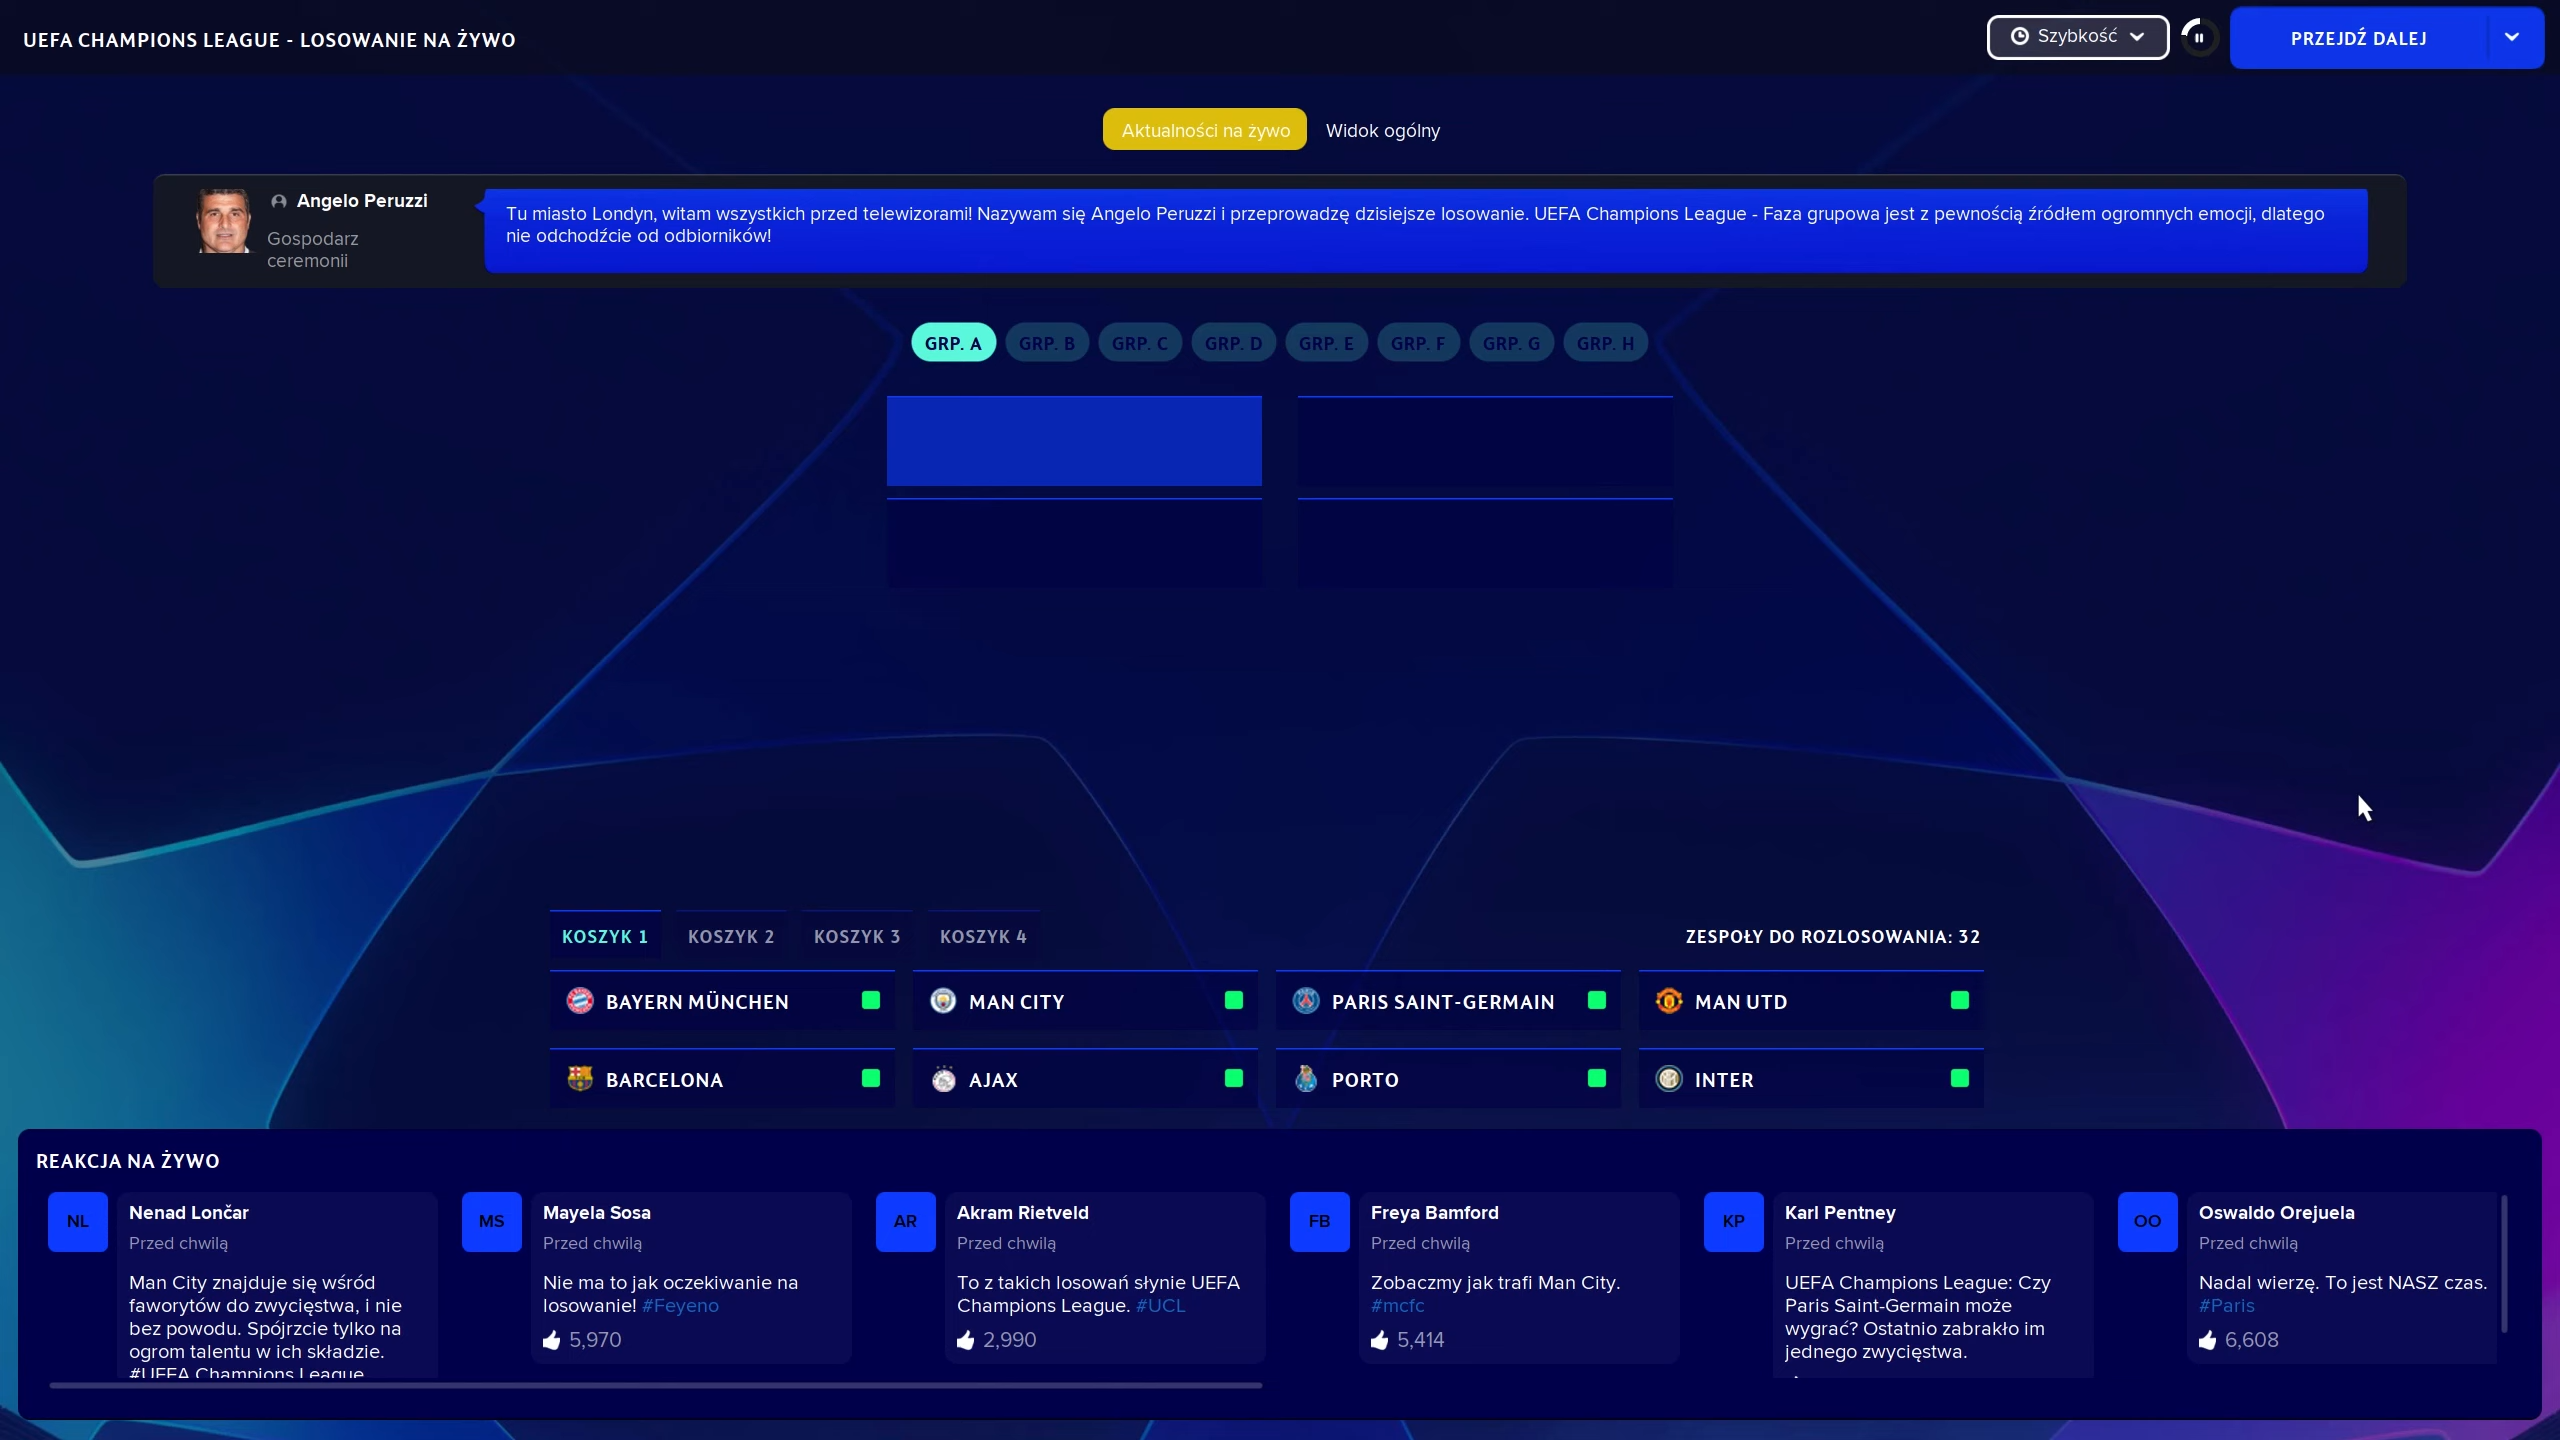 UEFA CHAMPIONS LEAGUE - LOSOWANIE NA ŻYWO
Szybkość
PRZEJDŹ DALEJ
Aktualności na żywo
Widok ogólny
Angelo Peruzzi
Gospodarz
ceremonii
Tu miasto Londyn, witam wszystkich przed telewizorami! Nazywam się Angelo Peruzzi i przeprowadzę dzisiejsze losowanie. UEFA Champions League - Faza grupowa jest z pewnością źródłem ogromnych emocji, dlatego
nie odchodźcie od odbiorników!
GRP. A GRP. B GRP. C GRP. D GRP. E GRP. F GRP. G GRP. H
KOSZYK 1 KOSZYK 2 KOSZYK 3 KOSZYK 4
ZESPOŁY DO ROZLOSOWANIA: 32
BAYERN MÜNCHEN
MAN CITY
PARIS SAINT-GERMAIN
MAN UTD
BARCELONA
AJAX
PORTO
INTER
REAKCJA NA ŻYWO
NL
Nenad Lončar
Przed chwilą
Man City znajduje się wśród
faworytów do zwycięstwa, i nie
bez powodu. Spójrzcie tylko na
ogrom talentu w ich składzie.
#UEFA Champions League
MS
Mayela Sosa
Przed chwilą
Nie ma to jak oczekiwanie na
losowanie! #Feyeno
5,970
AR
Akram Rietveld
Przed chwilą
To z takich losowań słynie UEFA
Champions League. #UCL
2,990
FB
Freya Bamford
Przed chwilą
Zobaczmy jak trafi Man City.
#mcfc
5,414
KP
Karl Pentney
Przed chwilą
UEFA Champions League: Czy
Paris Saint-Germain może
wygrać? Ostatnio zabrakło im
jednego zwycięstwa.
OO
Oswaldo Orejuela
Przed chwilą
Nadal wierzę. To jest NASZ czas.
#Paris
6,608